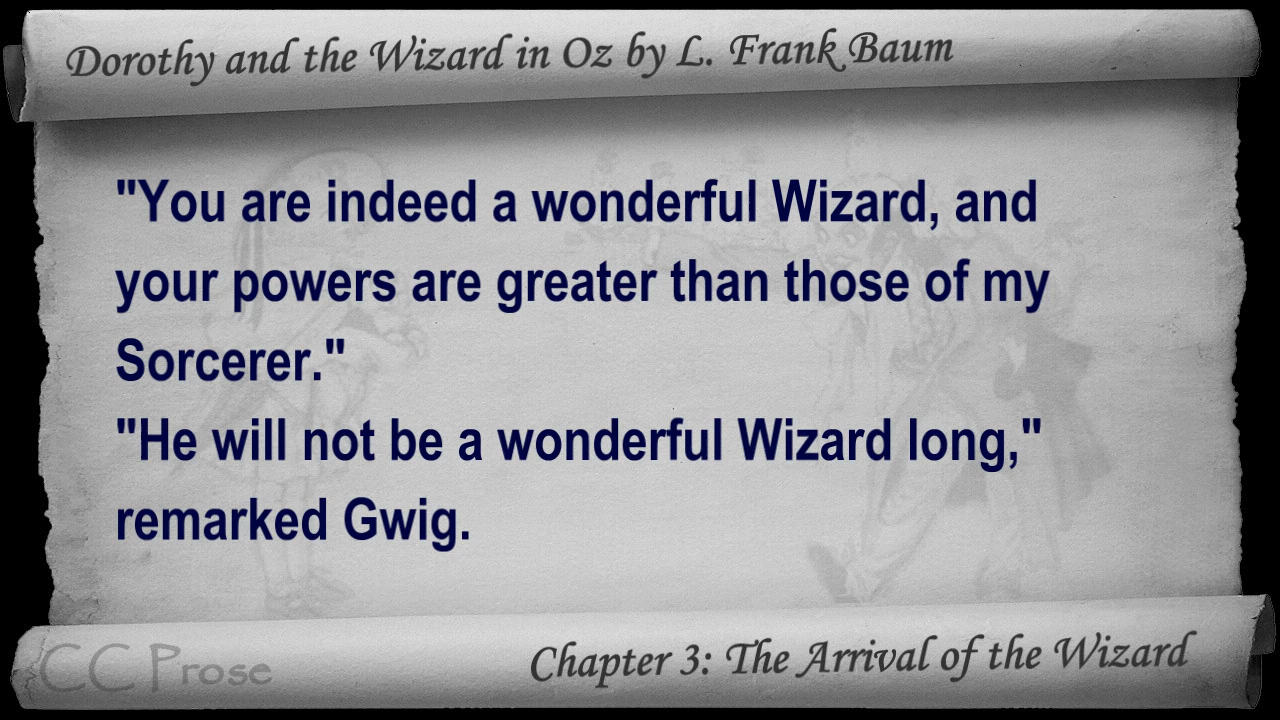 Dorothy and the Wizard in Oz by L. Frank Baum
"You are indeed a wonderful Wizard, and
your powers are greater than those of my
Sorcerer."
"He will not be a wonderful Wizard long,"
remarked Gwig.
CC Prose
Chapter 3: The Arrival of the Wizard